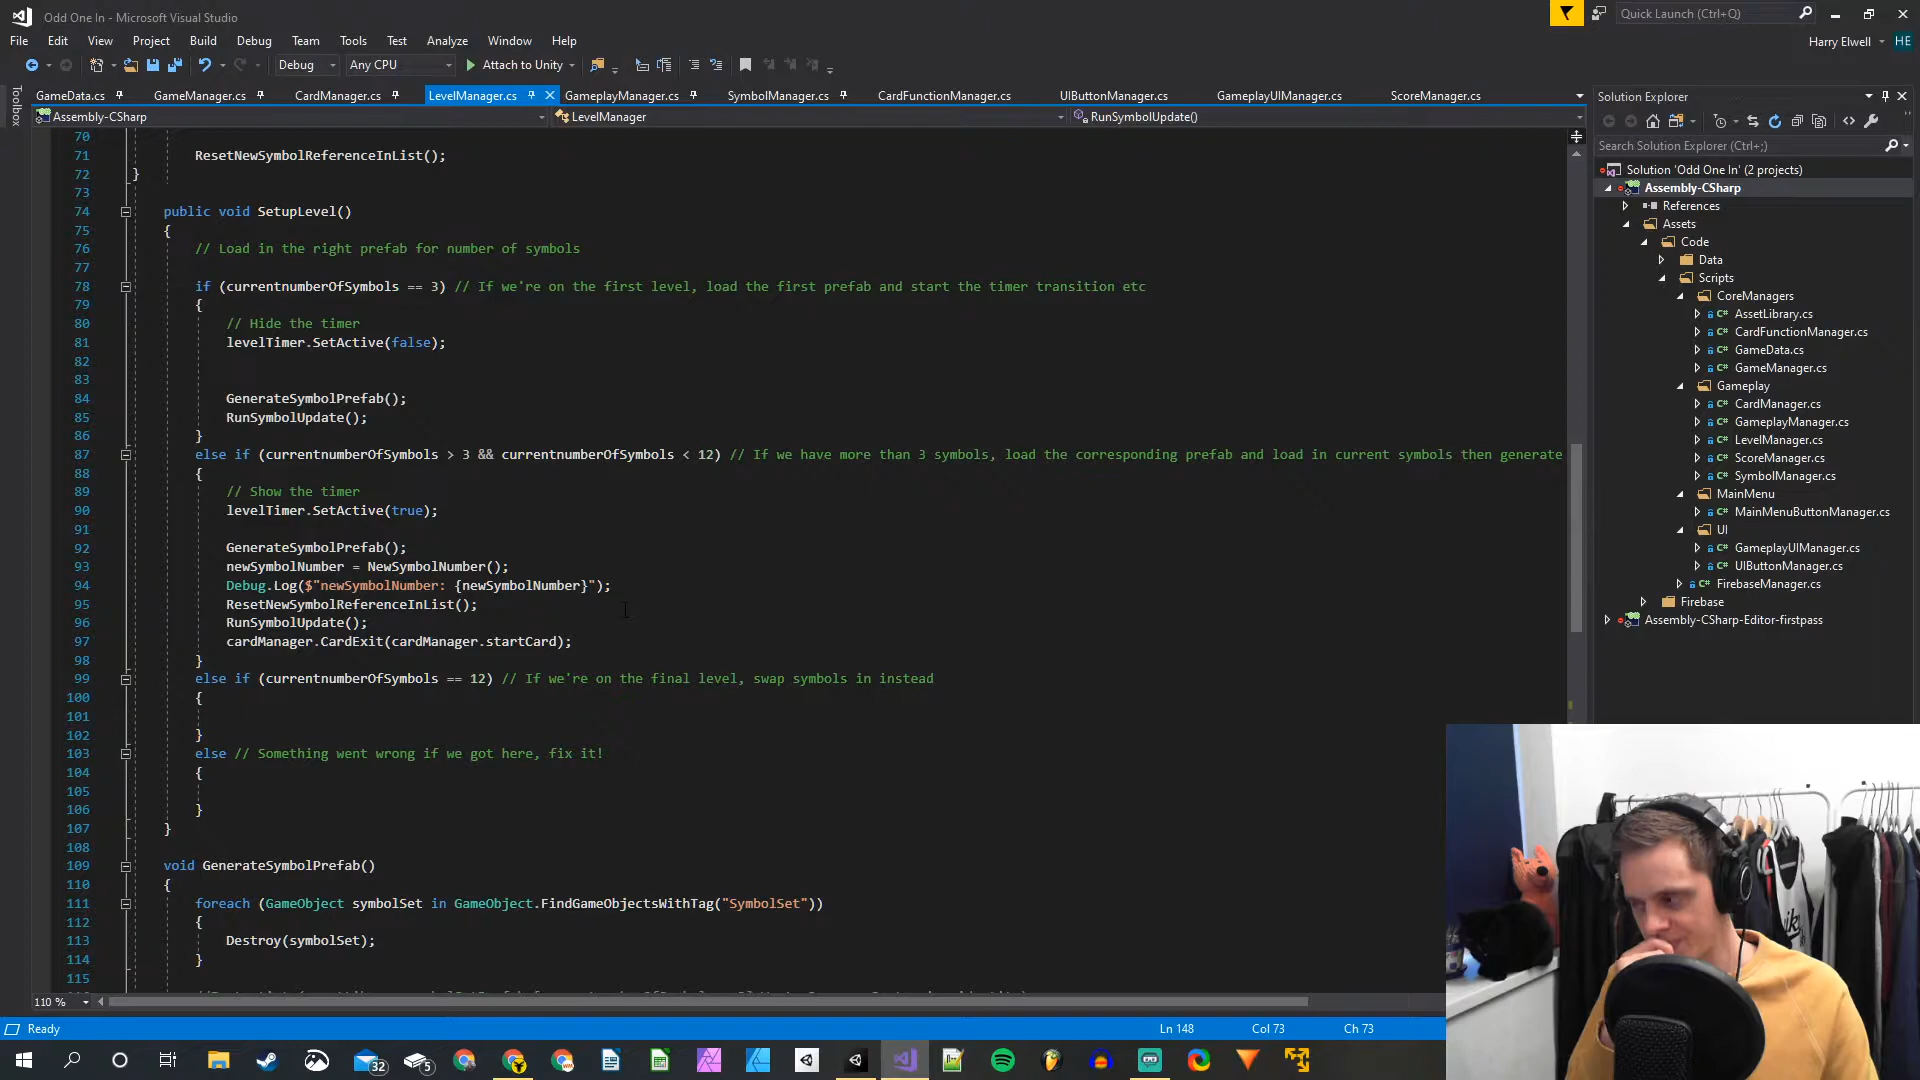 Odd One In - Microsoft Visual Studio
Quick Launch (Ctrl+Q)
File Edit View Project Build Debug Team Tools Test Analyze Window Help
Harry Elwell HE
Debug Any CPU Attach to Unity
Toolbox
GameData.cs GameManager.cs CardManager.cs LevelManager.cs GameplayManager.cs SymbolManager.cs CardFunctionManager.cs UIButtonManager.cs GameplayUIManager.cs ScoreManager.cs
Assembly-CSharp LevelManager RunSymbolUpdate()
70
71 ResetNewSymbolReferenceInList();
72 }
73
74 public void SetupLevel()
75 {
76 // Load in the right prefab for number of symbols
77
78 if (currentnumberOfSymbols == 3) // If we're on the first level, load the first prefab and start the timer transition etc
79 {
80 // Hide the timer
81 levelTimer.SetActive(false);
82
83
84 GenerateSymbolPrefab();
85 RunSymbolUpdate();
86 }
87 else if (currentnumberOfSymbols > 3 && currentnumberOfSymbols < 12) // If we have more than 3 symbols, load the corresponding prefab and load in current symbols then generate
88 {
89 // Show the timer
90 levelTimer.SetActive(true);
91
92 GenerateSymbolPrefab();
93 newSymbolNumber = NewSymbolNumber();
94 Debug.Log($"newSymbolNumber: {newSymbolNumber}");
95 ResetNewSymbolReferenceInList();
96 RunSymbolUpdate();
97 cardManager.CardExit(cardManager.startCard);
98 }
99 else if (currentnumberOfSymbols == 12) // If we're on the final level, swap symbols in instead
100 {
101
102 }
103 else // Something went wrong if we got here, fix it!
104 {
105
106 }
107 }
108
109 void GenerateSymbolPrefab()
110 {
111 foreach (GameObject symbolSet in GameObject.FindGameObjectsWithTag("SymbolSet"))
112 {
113 Destroy(symbolSet);
114 }
115
110 %
Ready Ln 148 Col 73 Ch 73
Solution Explorer
Search Solution Explorer (Ctrl+;)
Solution 'Odd One In' (2 projects)
Assembly-CSharp
References
Assets
Code
Data
Scripts
CoreManagers
AssetLibrary.cs
CardFunctionManager.cs
GameData.cs
GameManager.cs
Gameplay
CardManager.cs
GameplayManager.cs
LevelManager.cs
ScoreManager.cs
SymbolManager.cs
MainMenu
MainMenuButtonManager.cs
UI
GameplayUIManager.cs
UIButtonManager.cs
FirebaseManager.cs
Firebase
Assembly-CSharp-Editor-firstpass
32
5